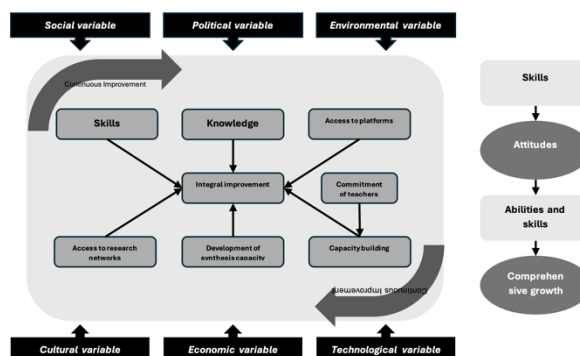 Social variable
Political variable
Environmental variable
Continuous Improvement
Skills
Knowledge
Access to platforms
Integral improvement
Commitment
of teachers
Access to research
networks
Development of
synthesis capacity
Capacity building
Continuous Improvement
Cultural variable
Economic variable
Technological variable
Skills
Attitudes
Abilities and
skills
Comprehen
sive growth